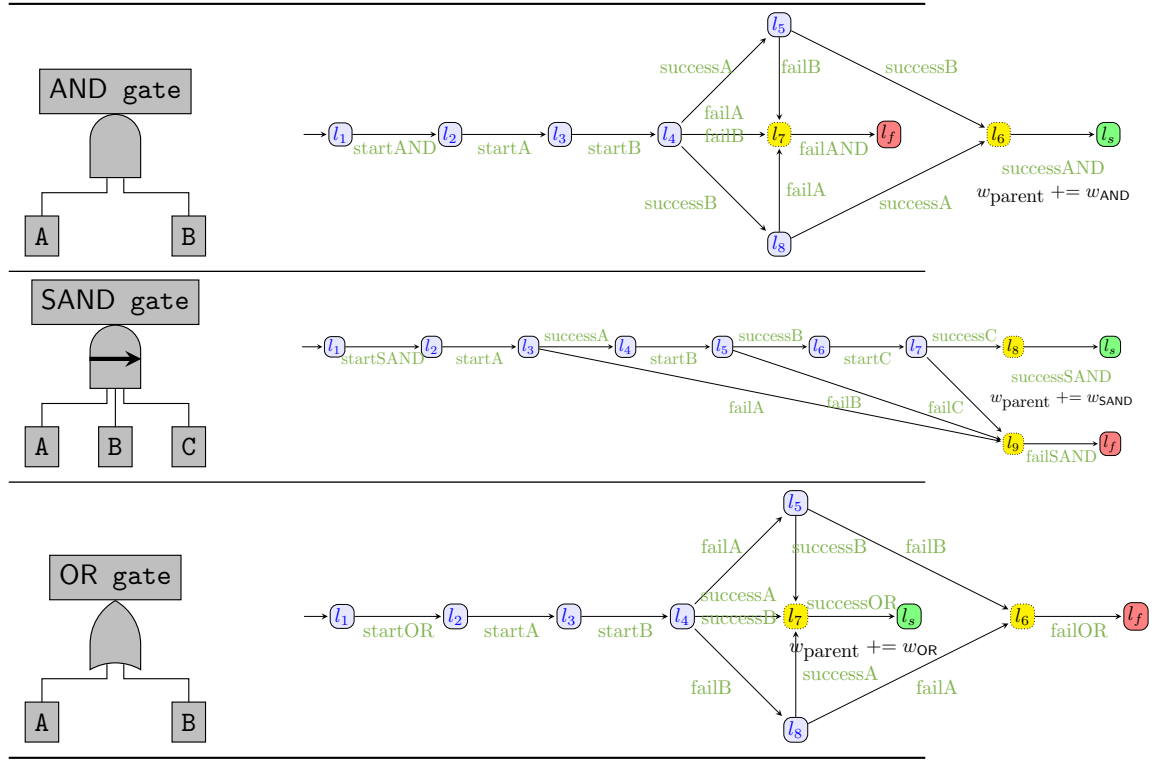 AND gate
A
B
l5
successA
failB
successB
failA
failB
l1
l2
l3
l4
l7
lf
l6
ls
startAND
startA
startB
failAND
successAND
wparent += wAND
successB
failA
successA
l8
SAND gate
A
B
C
l1
startSAND
l2
startA
l3
successA
l4
startB
l5
successB
l6
startC
l7
successC
l8
ls
successSAND
wparent += wSAND
failA
failB
failC
l9
failSAND
lf
OR gate
A
B
l5
failA
successB
failB
successA
successB
successOR
l1
l2
l3
l4
l7
ls
l6
lf
startOR
startA
startB
failOR
wparent += wOR
failB
successA
failA
l8